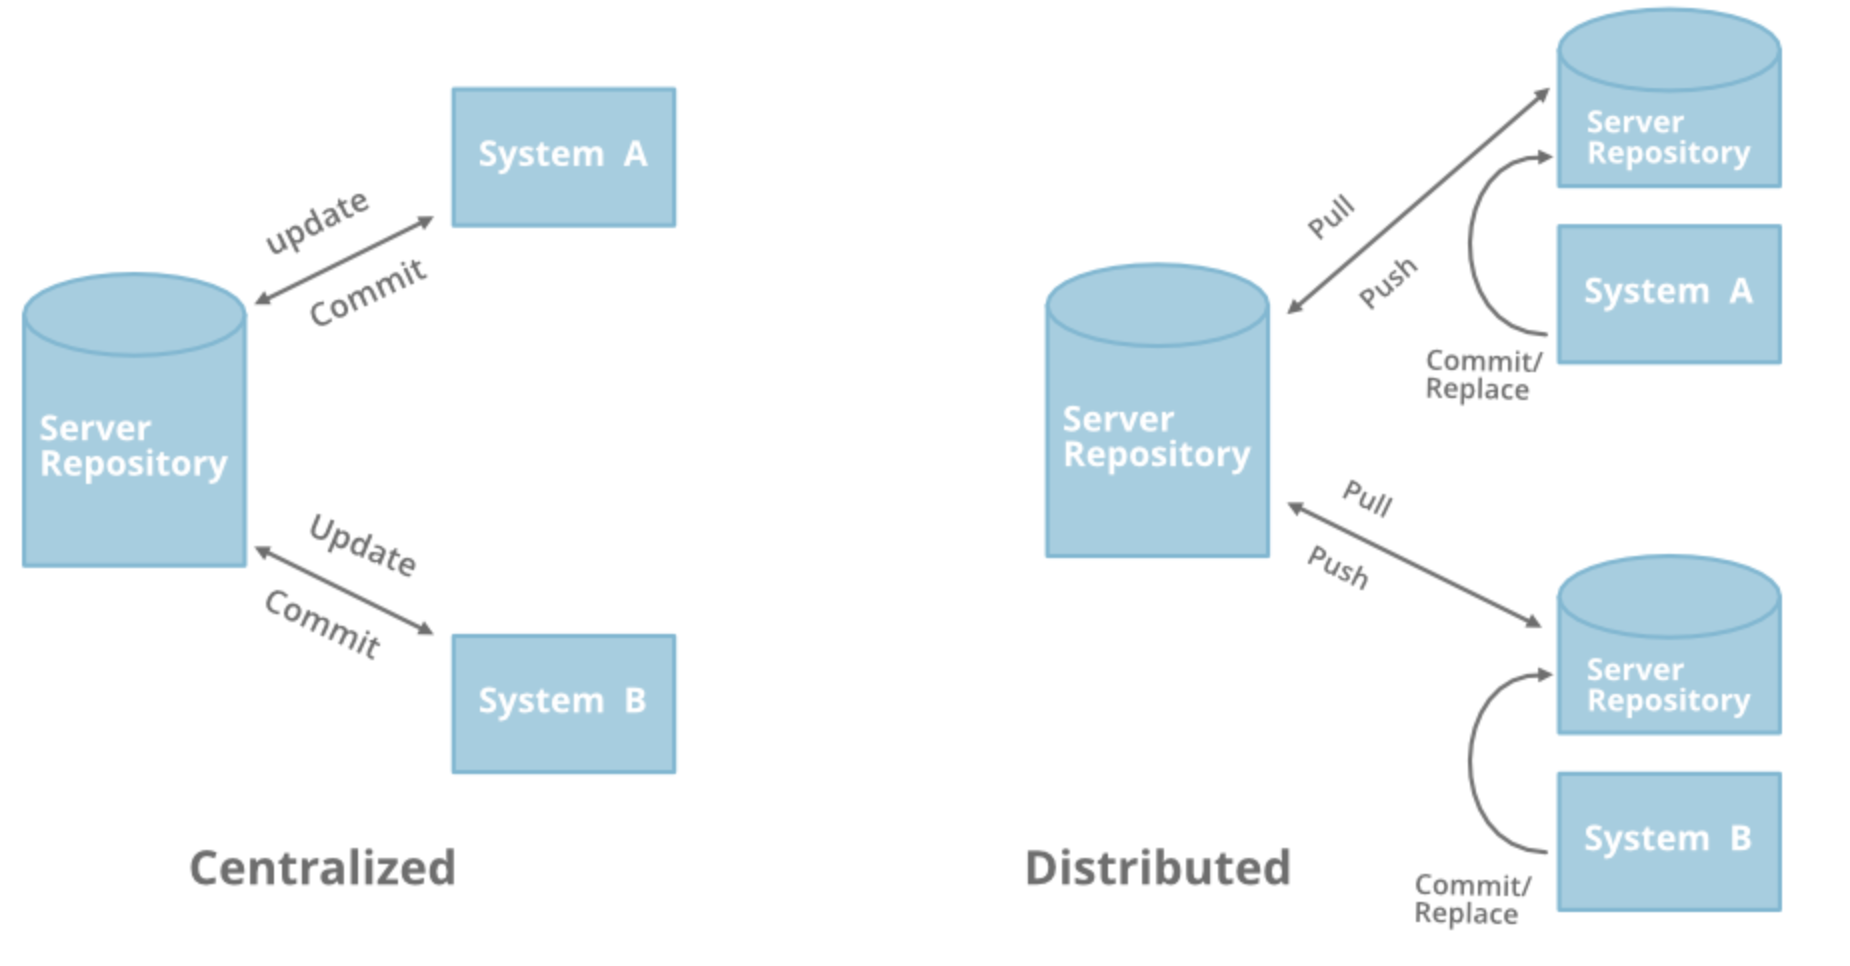 System A
update
Commit
Server
Repository
Update
Commit
System B
Centralized
Server
Repository
Pull
Push
System A
Commit/
Replace
Server
Repository
Pull
Push
Server
Repository
System B
Commit/
Replace
Distributed